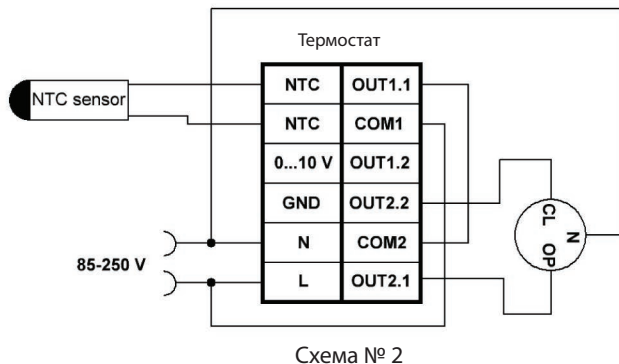 Термостат
NTC sensor
NTC OUT1.1
NTC COM1
0...10 V OUT1.2
GND OUT2.2
N COM2
L OUT2.1
85-250 V
CL
OP
N
Схема № 2